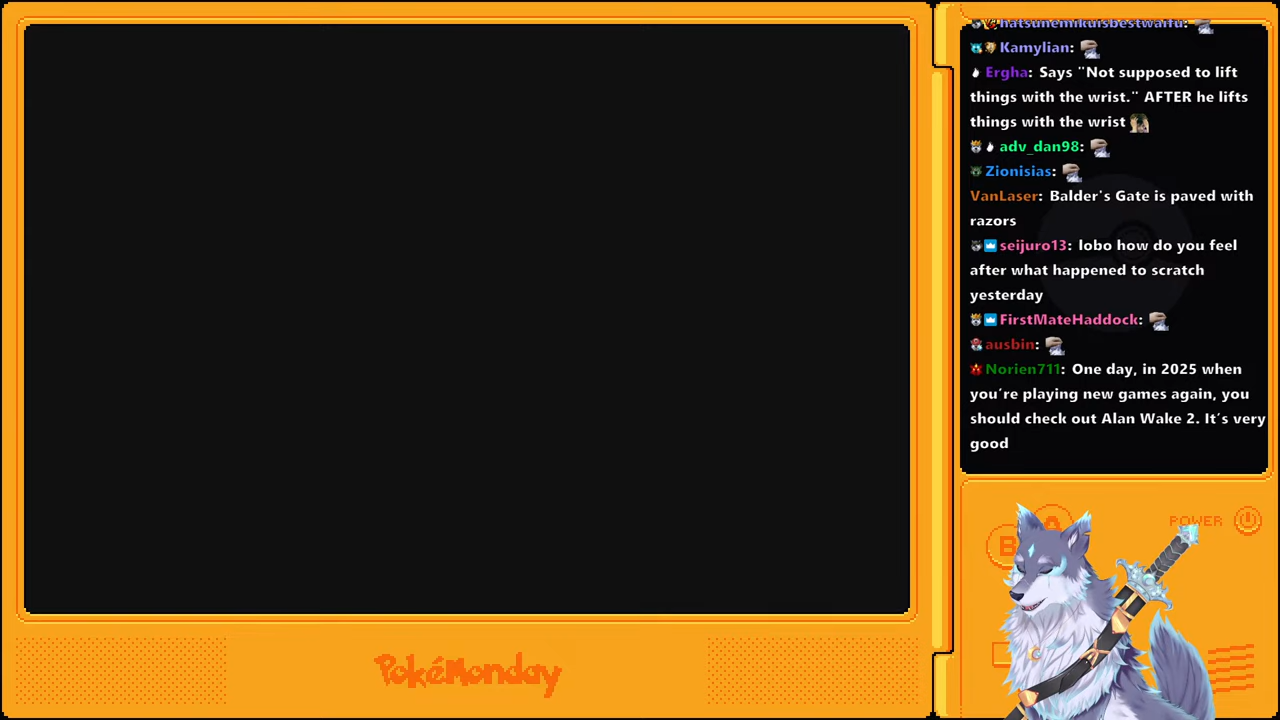 hatsunemikuisbestwaifu:
Kamylian:
Ergha: Says "Not supposed to lift
things with the wrist." AFTER he lifts
things with the wrist
adv_dan98:
Zionisias:
VanLaser: Balder's Gate is paved with
razors
seijuro13: lobo how do you feel
after what happened to scratch
yesterday
FirstMateHaddock:
ausbin:
Norien711: One day, in 2025 when
you're playing new games again, you
should check out Alan Wake 2. It's very
good
POWER
A
B
PokéMonday